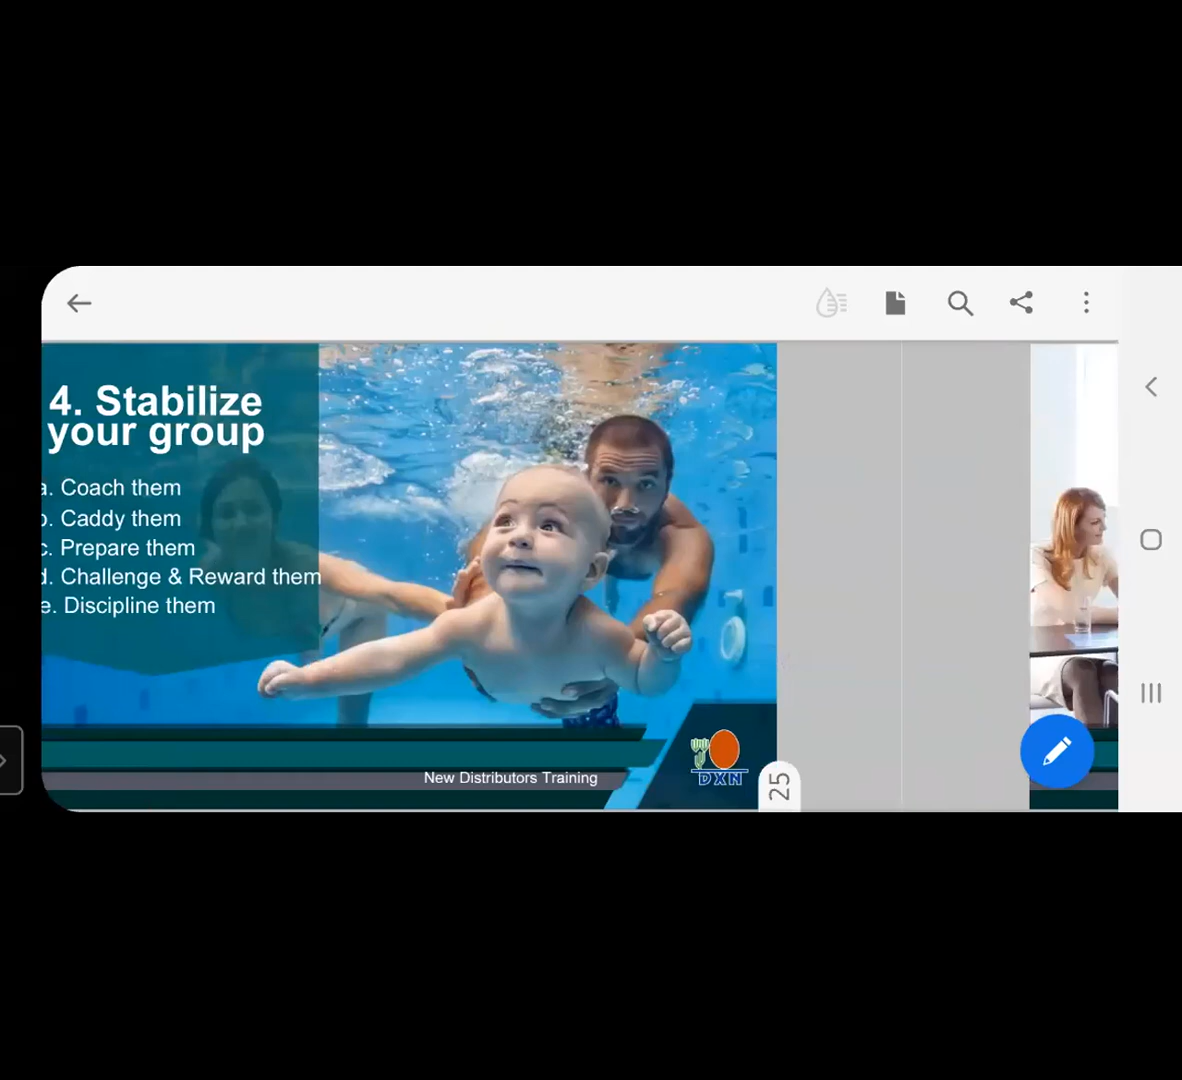 4. Stabilize
your group
a. Coach them
b. Caddy them
c. Prepare them
d. Challenge & Reward them
e. Discipline them
New Distributors Training
DXN
25